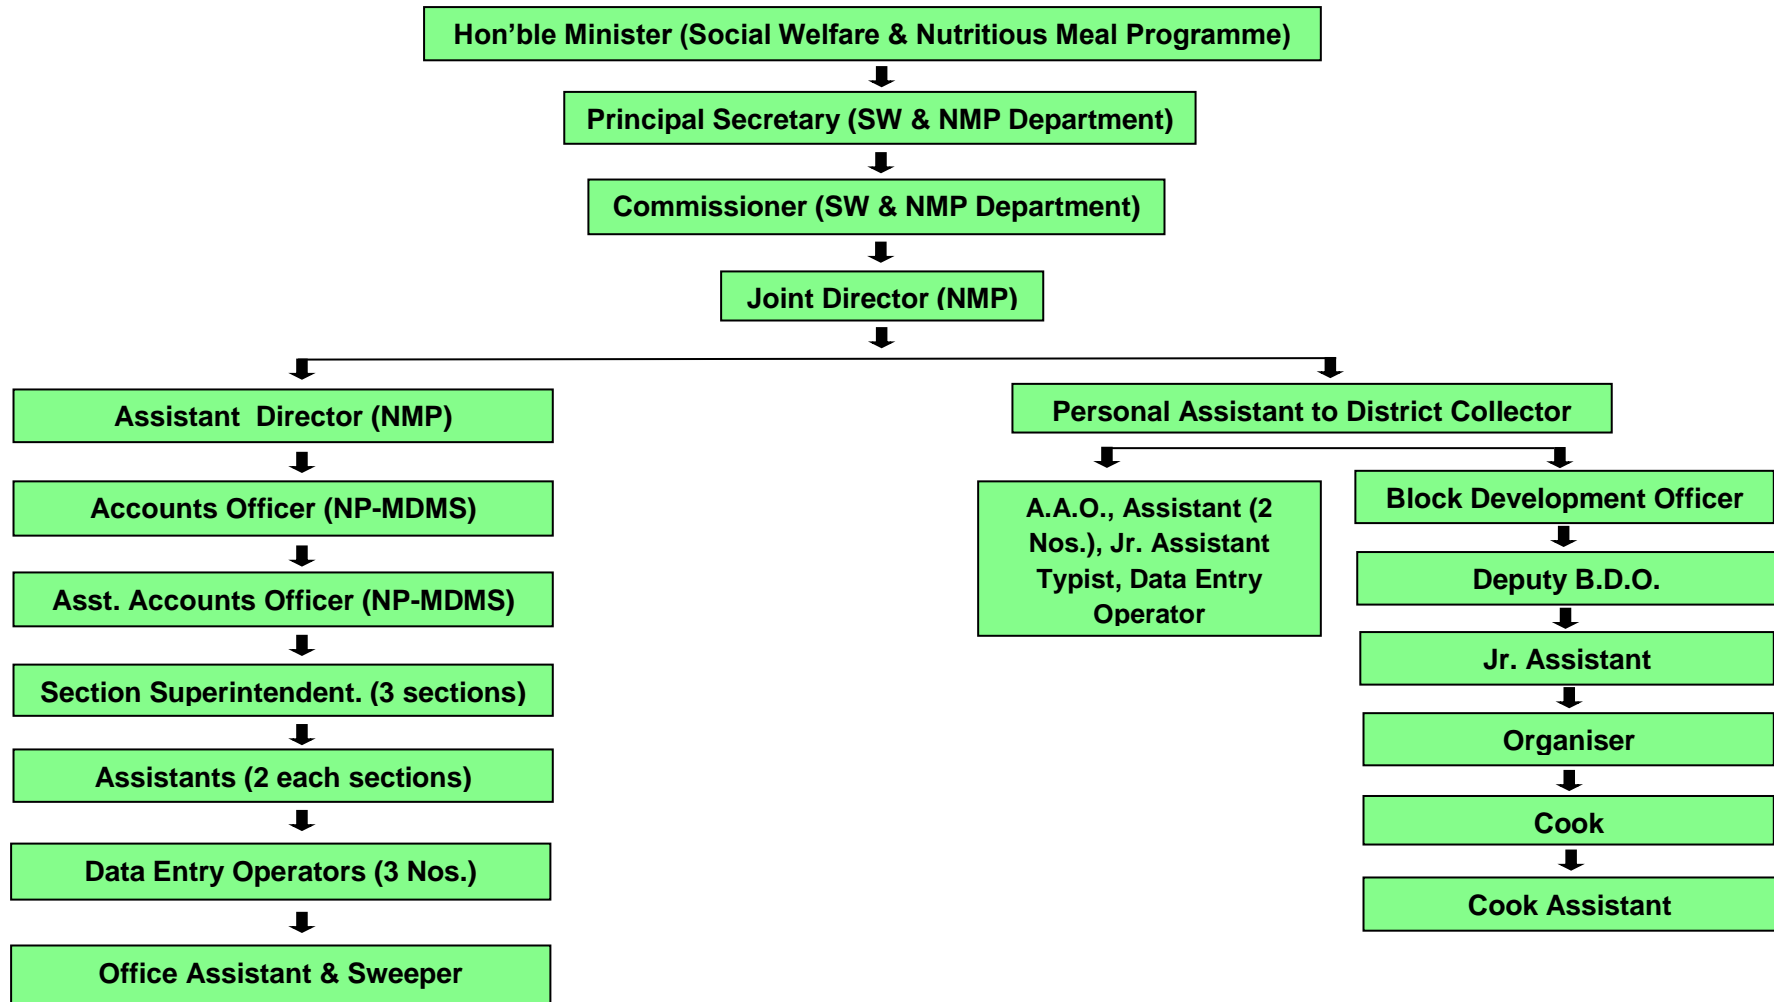 Hon’ble Minister (Social Welfare & Nutritious Meal Programme)
Principal Secretary (SW & NMP Department)
Commissioner (SW & NMP Department)
Joint Director (NMP)
Assistant Director (NMP)
Accounts Officer (NP-MDMS)
Asst. Accounts Officer (NP-MDMS)
Section Superintendent. (3 sections)
Assistants (2 each sections)
Data Entry Operators (3 Nos.)
Office Assistant & Sweeper
Personal Assistant to District Collector
A.A.O., Assistant (2
Nos.), Jr. Assistant
Typist, Data Entry
Operator
Block Development Officer
Deputy B.D.O.
Jr. Assistant
Organiser
Cook
Cook Assistant